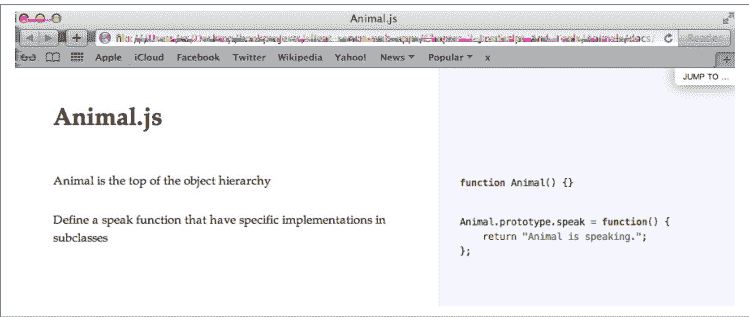 Animal.js
Reader
Apple iCloud Facebook Twitter Wikipedia Yahoo! News Popular x
JUMP TO ...
Animal.js
Animal is the top of the object hierarchy
function Animal() {}
Define a speak function that have specific implementations in
subclasses
Animal.prototype.speak = function() {
return "Animal is speaking.";
};